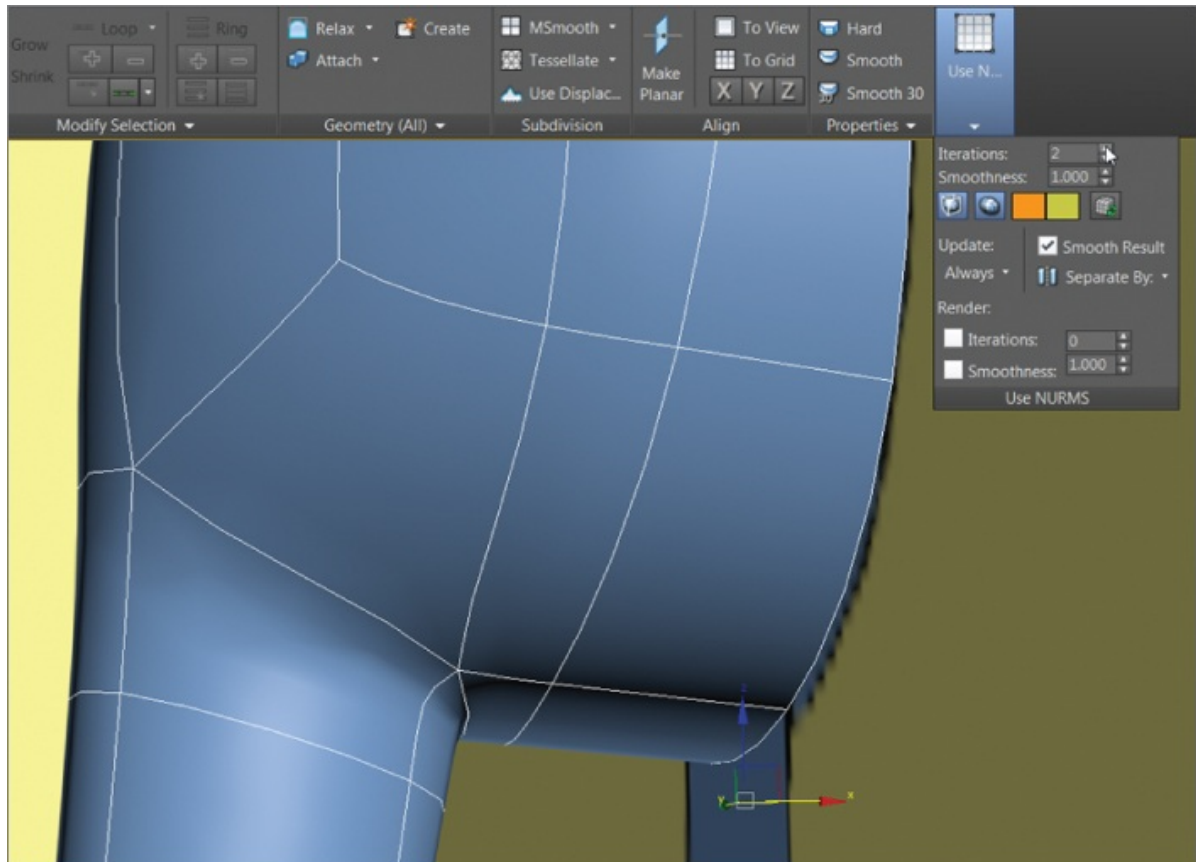 Grow
Shrink
Loop
Ring
Modify Selection
Relax
Create
Attach
Geometry (All)
MSmooth
Tessellate
Use Displac...
Subdivision
Make
Planar
To View
To Grid
X Y Z
Align
Hard
Smooth
Smooth 30
Properties
Use N...
Iterations: 2
Smoothness: 1.000
Update:
Always
Smooth Result
Separate By:
Render:
Iterations: 0
Smoothness: 1.000
Use NURMS
z
y
x